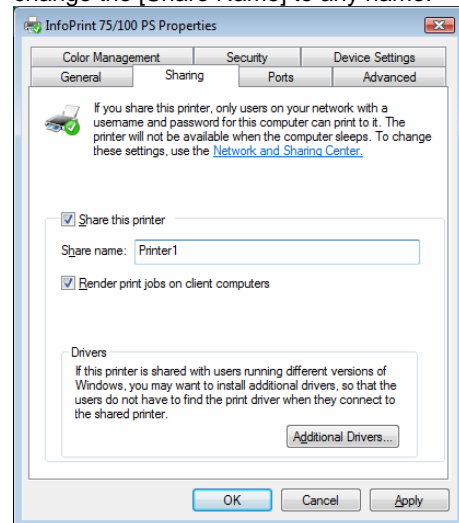 change the [Share Name] to any name.
InfoPrint 75/100 PS Properties
Color Management Security Device Settings
General Sharing Ports Advanced
If you share this printer, only users on your network with a
username and password for this computer can print to it. The
printer will not be available when the computer sleeps. To change
these settings, use the Network and Sharing Center.
Share this printer
Share name: Printer1
Render print jobs on client computers
Drivers
If this printer is shared with users running different versions of
Windows, you may want to install additional drivers, so that the
users do not have to find the print driver when they connect to
the shared printer.
Additional Drivers...
OK Cancel Apply